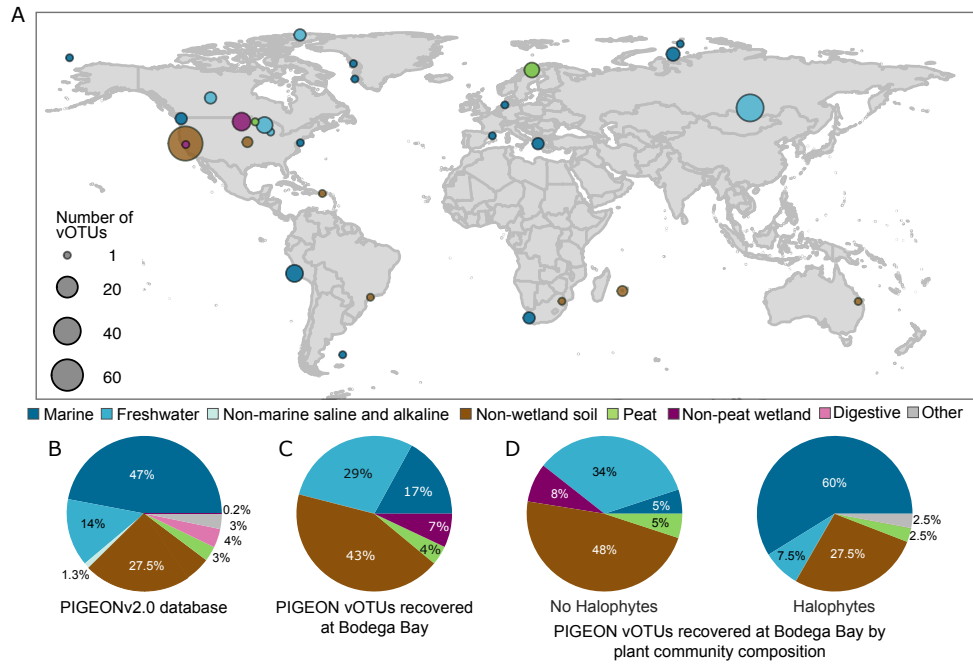 A
Number of
vOTUs
1
20
40
60
Marine Freshwater Non-marine saline and alkaline Non-wetland soil Peat Non-peat wetland Digestive Other
B
47%
14%
1.3%
27.5%
3%
4%
3%
0.2%
PIGEONv2.0 database
C
29%
17%
7%
4%
43%
PIGEON vOTUs recovered
at Bodega Bay
D
34%
8%
5%
5%
48%
No Halophytes
60%
7.5%
2.5%
2.5%
27.5%
Halophytes
PIGEON vOTUs recovered at Bodega Bay by
plant community composition